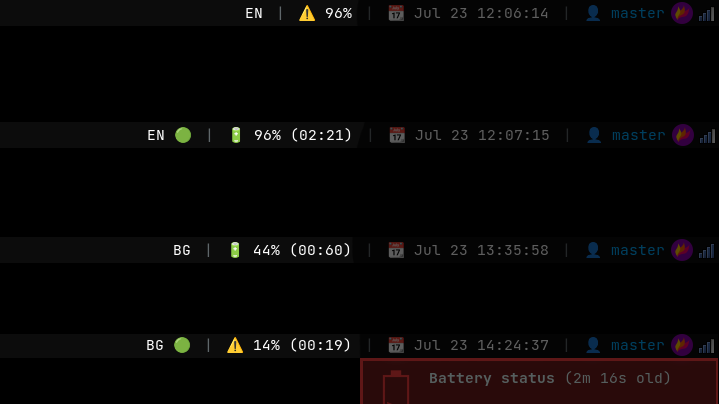 EN | ⚠️ 96% | 📆 Jul 23 12:06:14 | 👤 master
EN 🟢 | 🔋 96% (02:21) | 📆 Jul 23 12:07:15 | 👤 master
BG | 🔋 44% (00:60) | 📆 Jul 23 13:35:58 | 👤 master
BG 🟢 | ⚠️ 14% (00:19) | 📆 Jul 23 14:24:37 | 👤 master
Battery status (2m 16s old)